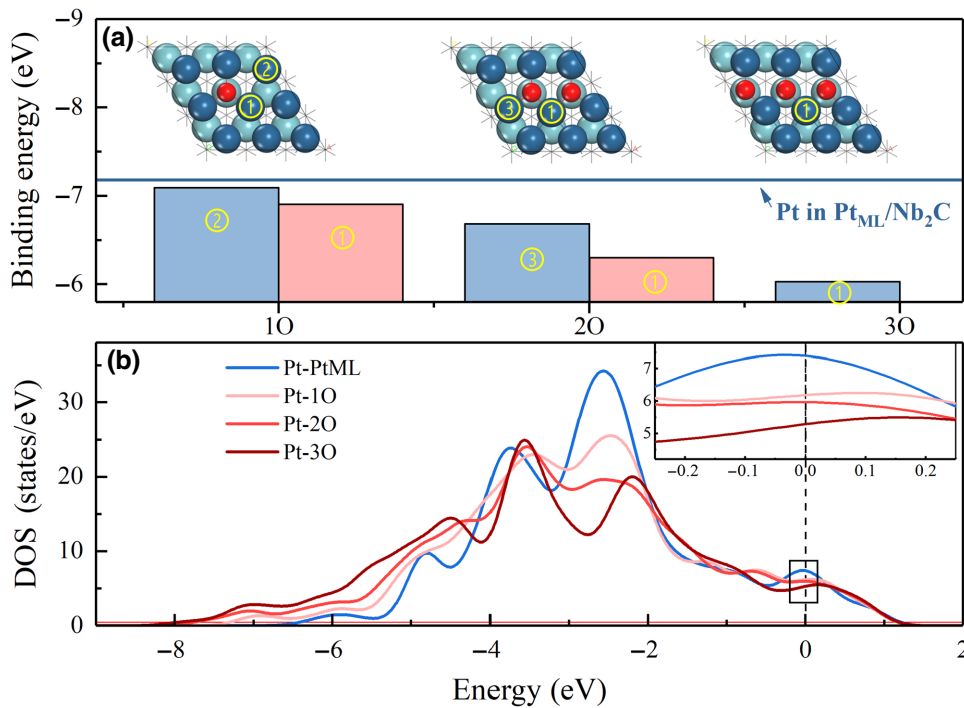 (a)
Binding energy (eV)
−9
−8
−7
−6
②
①
③
①
①
Pt in Pt_ML/Nb₂C
②
①
③
①
①
1O
2O
3O
(b)
DOS (states/eV)
30
20
10
0
Pt-PtML
Pt-1O
Pt-2O
Pt-3O
7
6
5
−0.2 −0.1 0.0 0.1 0.2
−8 −6 −4 −2 0 2
Energy (eV)